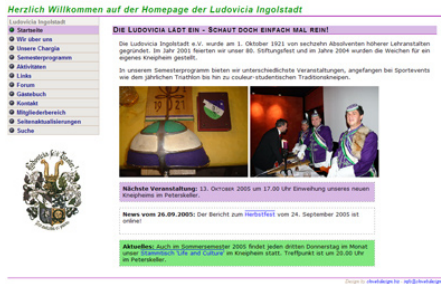 Herzlich Willkommen auf der Homepage der Ludovicia Ingolstadt
Ludovicia Ingolstadt
Startseite
Wir über uns
Unsere Chargia
Semesterprogramm
Aktivitäten
Links
Forum
Gästebuch
Kontakt
Mitgliederbereich
Seitenaktualisierungen
Suche
DIE LUDOVICIA LÄDT EIN - SCHAUT DOCH EINFACH MAL REIN!
Die Ludovicia Ingolstadt e.V. wurde am 1. Oktober 1921 von sechzehn Absolventen höherer Lehranstalten
gegründet. Im Jahr 2001 feierten wir unser 80. Stiftungsfest und im Jahre 2004 wurden die Weichen für ein
eigenes Kneipheim gestellt.
In unserem Semesterprogramm bieten wir unterschiedlichste Veranstaltungen, angefangen bei Sportevents
wie dem jährlichen Triathlon bis hin zu couleur-studentischen Traditionskneipen.
Nächste Veranstaltung: 13. OKTOBER 2005 um 17.00 Uhr Einweihung unseres neuen
Kneipheims im Peterskeller.
News vom 26.09.2005: Der Bericht zum Herbstfest vom 24. September 2005 ist
online!
Aktuelles: Auch im Sommersemester 2005 findet jeden dritten Donnerstag im Monat
unser Stammtisch 'Life and Culture' im Kneipheim statt. Treffpunkt ist um 20.00 Uhr
im Peterskeller.
Design by